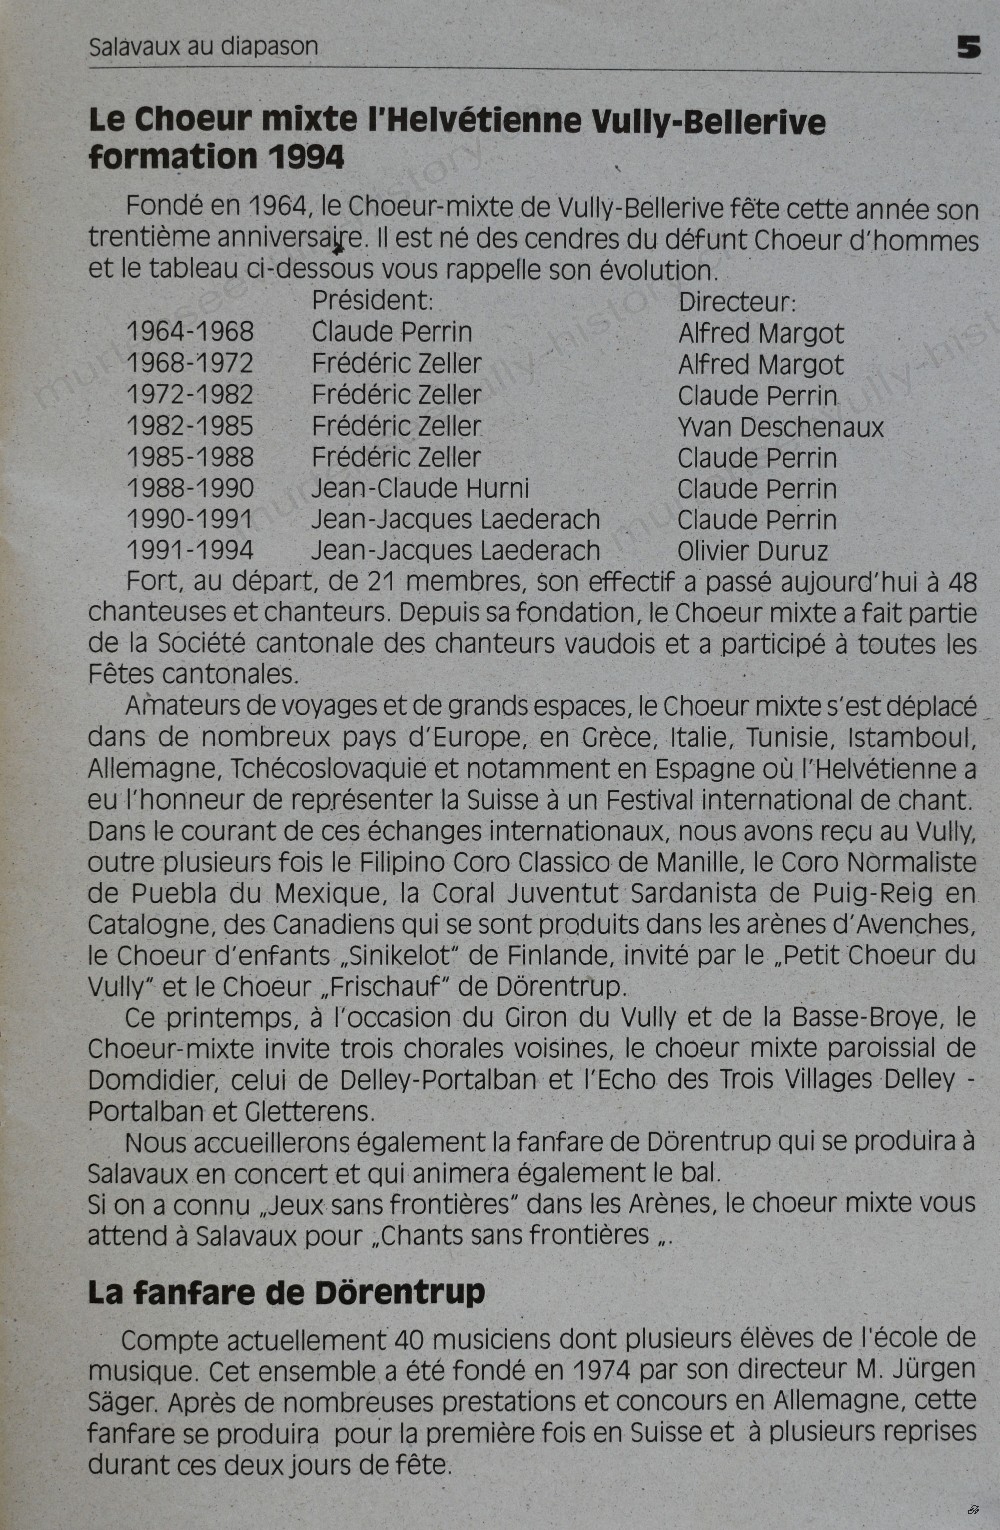 Salavaux au diapason 5
Le Choeur mixte l'Helvétienne Vully-Bellerive
formation 1994
Fondé en 1964, le Choeur-mixte de Vully-Bellerive fête cette année son
trentième anniversaire. Il est né des cendres du défunt Choeur d'hommes
et le tableau ci-dessous vous rappelle son évolution.
Président: Directeur:
1964-1968 Claude Perrin Alfred Margot
1968-1972 Frédéric Zeller Alfred Margot
1972-1982 Frédéric Zeller Claude Perrin
1982-1985 Frédéric Zeller Yvan Deschenaux
1985-1988 Frédéric Zeller Claude Perrin
1988-1990 Jean-Claude Hurni Claude Perrin
1990-1991 Jean-Jacques Laederach Claude Perrin
1991-1994 Jean-Jacques Laederach Olivier Duruz
Fort, au départ, de 21 membres, son effectif a passé aujourd'hui à 48
chanteuses et chanteurs. Depuis sa fondation, le Choeur mixte a fait partie
de la Société cantonale des chanteurs vaudois et a participé à toutes les
Fêtes cantonales.
Amateurs de voyages et de grands espaces, le Choeur mixte s'est déplacé
dans de nombreux pays d'Europe, en Grèce, Italie, Tunisie, Istamboul,
Allemagne, Tchécoslovaquie et notamment en Espagne où l'Helvétienne a
eu l'honneur de représenter la Suisse à un Festival international de chant.
Dans le courant de ces échanges internationaux, nous avons reçu au Vully,
outre plusieurs fois le Filipino Coro Classico de Manille, le Coro Normaliste
de Puebla du Mexique, la Coral Juventut Sardanista de Puig-Reig en
Catalogne, des Canadiens qui se sont produits dans les arènes d'Avenches,
le Choeur d'enfants „Sinikelot" de Finlande, invité par le „Petit Choeur du
Vully" et le Choeur „Frischauf" de Dörentrup.
Ce printemps, à l'occasion du Giron du Vully et de la Basse-Broye, le
Choeur-mixte invite trois chorales voisines, le choeur mixte paroissial de
Domdidier, celui de Delley-Portalban et l'Echo des Trois Villages Delley -
Portalban et Gletterens.
Nous accueillerons également la fanfare de Dörentrup qui se produira à
Salavaux en concert et qui animera également le bal.
Si on a connu „Jeux sans frontières" dans les Arènes, le choeur mixte vous
attend à Salavaux pour „Chants sans frontières „.
La fanfare de Dörentrup
Compte actuellement 40 musiciens dont plusieurs élèves de l'école de
musique. Cet ensemble a été fondé en 1974 par son directeur M. Jürgen
Säger. Après de nombreuses prestations et concours en Allemagne, cette
fanfare se produira pour la première fois en Suisse et à plusieurs reprises
durant ces deux jours de fête.